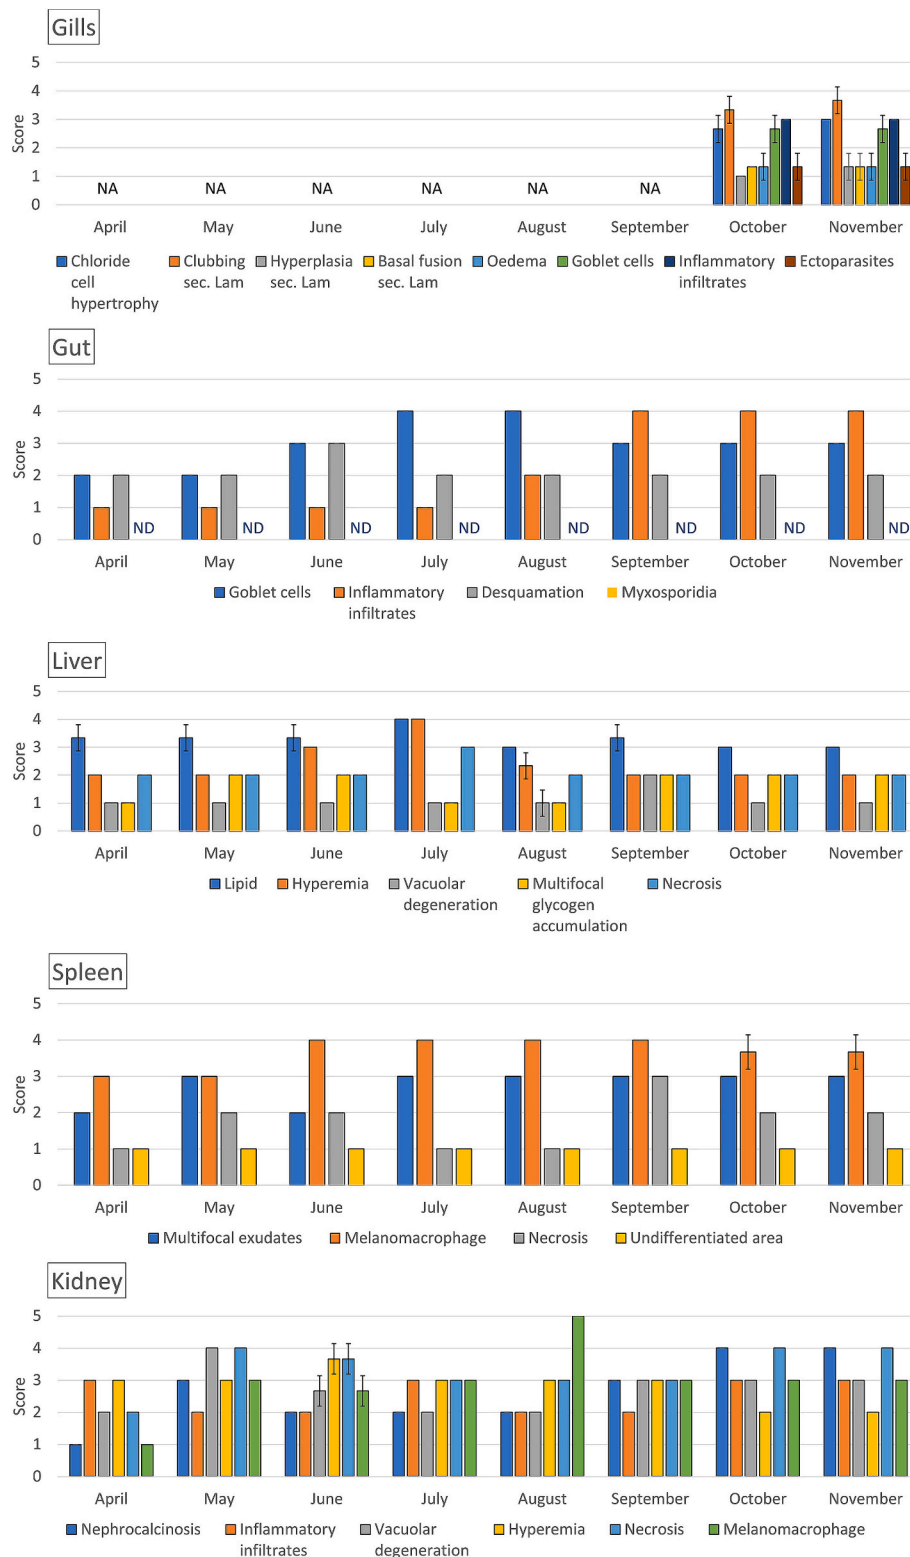 Gills
5
4
3
2
1
0
Score
NA NA NA NA NA NA
April May June July August September October November
Chloride cell hypertrophy
Clubbing sec. Lam
Hyperplasia sec. Lam
Basal fusion sec. Lam
Oedema
Goblet cells
Inflammatory infiltrates
Ectoparasites
Gut
5
4
3
2
1
0
Score
ND ND ND ND ND ND ND ND
April May June July August September October November
Goblet cells
Inflammatory infiltrates
Desquamation
Myxosporidia
Liver
5
4
3
2
1
0
Score
April May June July August September October November
Lipid
Hyperemia
Vacuolar degeneration
Multifocal glycogen accumulation
Necrosis
Spleen
5
4
3
2
1
0
Score
April May June July August September October November
Multifocal exudates
Melanomacrophage
Necrosis
Undifferentiated area
Kidney
5
4
3
2
1
0
Score
April May June July August September October November
Nephrocalcinosis
Inflammatory infiltrates
Vacuolar degeneration
Hyperemia
Necrosis
Melanomacrophage